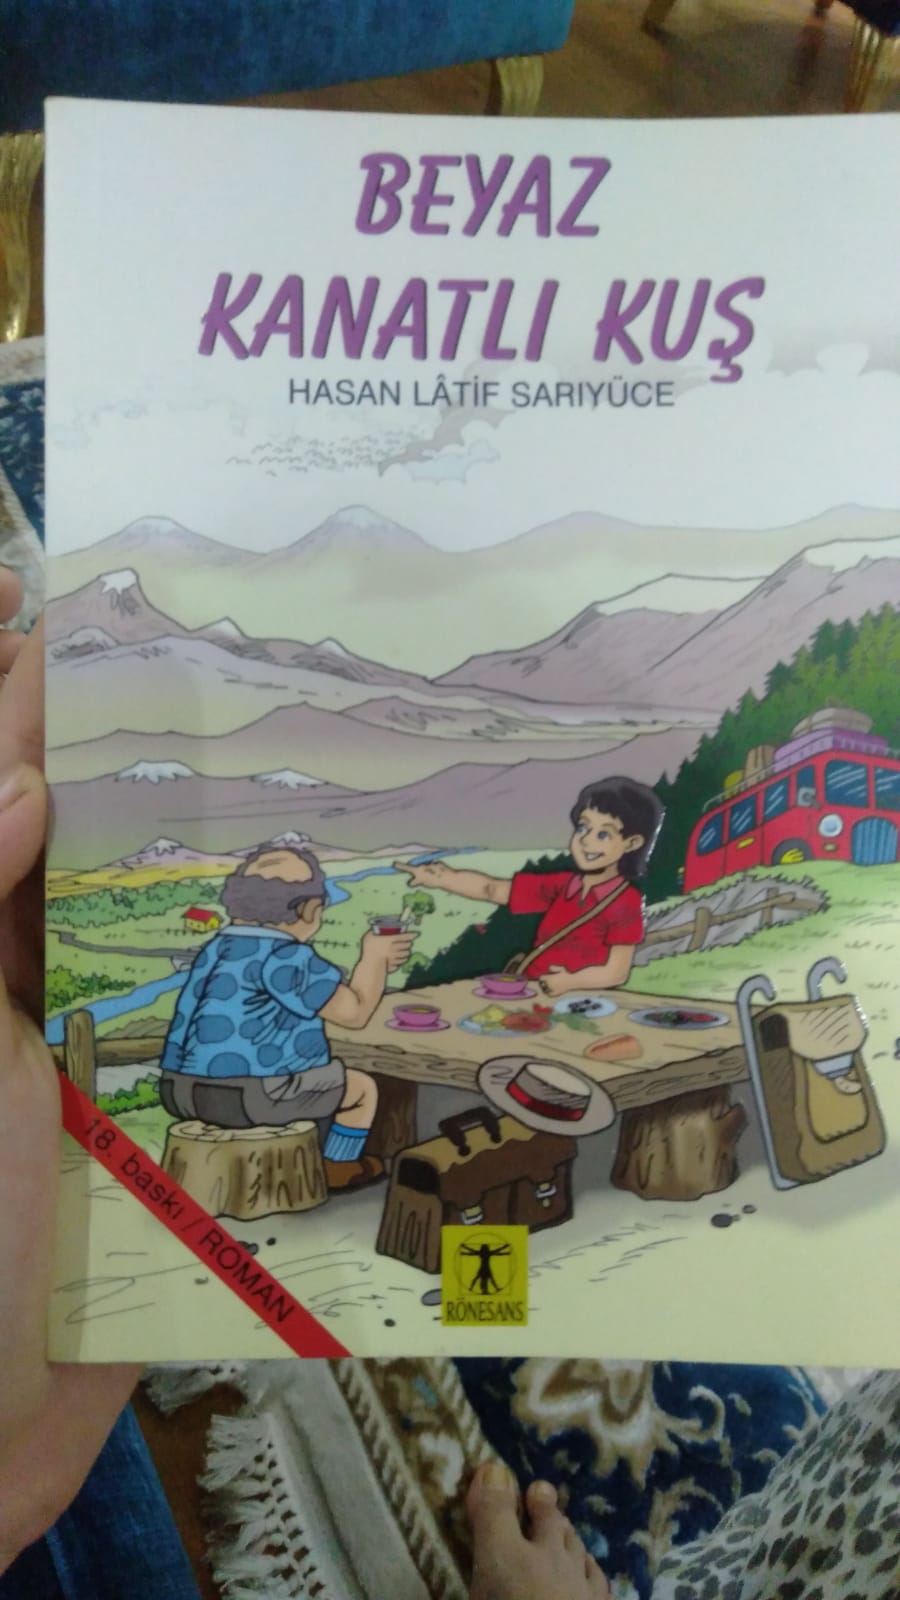 BEYAZ
KANATLI KUŞ
HASAN LÂTİF SARIYÜCE
18. baskı / ROMAN
RÖNESANS